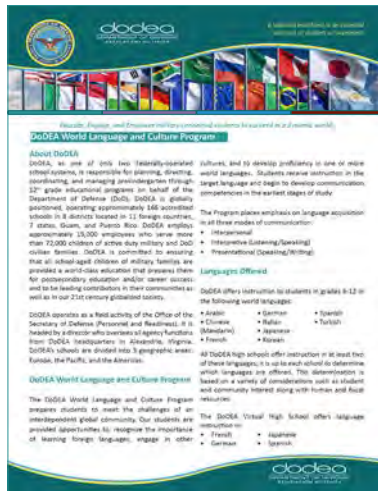 dodea
DEPARTMENT OF DEFENSE
EDUCATION ACTIVITY
Educate, Engage, and Empower military-connected students to succeed in a dynamic world.
DoDEA World Language and Culture Program
About DoDEA
DoDEA, as one of only two federally-operated
school systems, is responsible for planning, directing,
coordinating, and managing prekindergarten through
12th grade educational programs on behalf of the
Department of Defense (DoD). DoDEA is globally
positioned, operating approximately 166 accredited
schools in 8 districts located in 11 foreign countries,
7 states, Guam, and Puerto Rico. DoDEA employs
approximately 15,000 employees who serve more
than 72,000 children of active duty military and DoD
civilian families. DoDEA is committed to ensuring
that all school-aged children of military families are
provided a world-class education that prepares them
for postsecondary education and/or career success
and to be leading contributors in their communities as
well as in our 21st century globalized society.
DoDEA operates as a field activity of the Office of the
Secretary of Defense (Personnel and Readiness). It is
headed by a director who oversees all agency functions
from DoDEA headquarters in Alexandria, Virginia.
DoDEA's schools are divided into 3 geographic areas:
Europe, the Pacific, and the Americas.
DoDEA World Language and Culture Program
The DoDEA World Language and Culture Program
prepares students to meet the challenges of an
interdependent global community. Our students are
provided opportunities to: recognize the importance
of learning foreign languages, engage in other
cultures, and to develop proficiency in one or more
world languages. Students receive instruction in the
target language and begin to develop communication
competencies in the earliest stages of study.
The Program places emphasis on language acquisition
in all three modes of communication:
• Interpersonal
• Interpretive (Listening/Speaking)
• Presentational (Speaking/Writing)
Languages Offered
DoDEA offers instruction to students in grades K-12 in
the following world languages:
• Arabic • German • Spanish
• Chinese • Italian • Turkish
(Mandarin) • Japanese
• French • Korean
All DoDEA high schools offer instruction in at least two
of these languages; it is up to each school to determine
which languages are offered. This determination is
based on a variety of considerations such as student
and community interest along with human and fiscal
resources.
The DoDEA Virtual High School offers language
instruction in:
• French • Japanese
• German • Spanish
dodea
DEPARTMENT OF DEFENSE
EDUCATION ACTIVITY